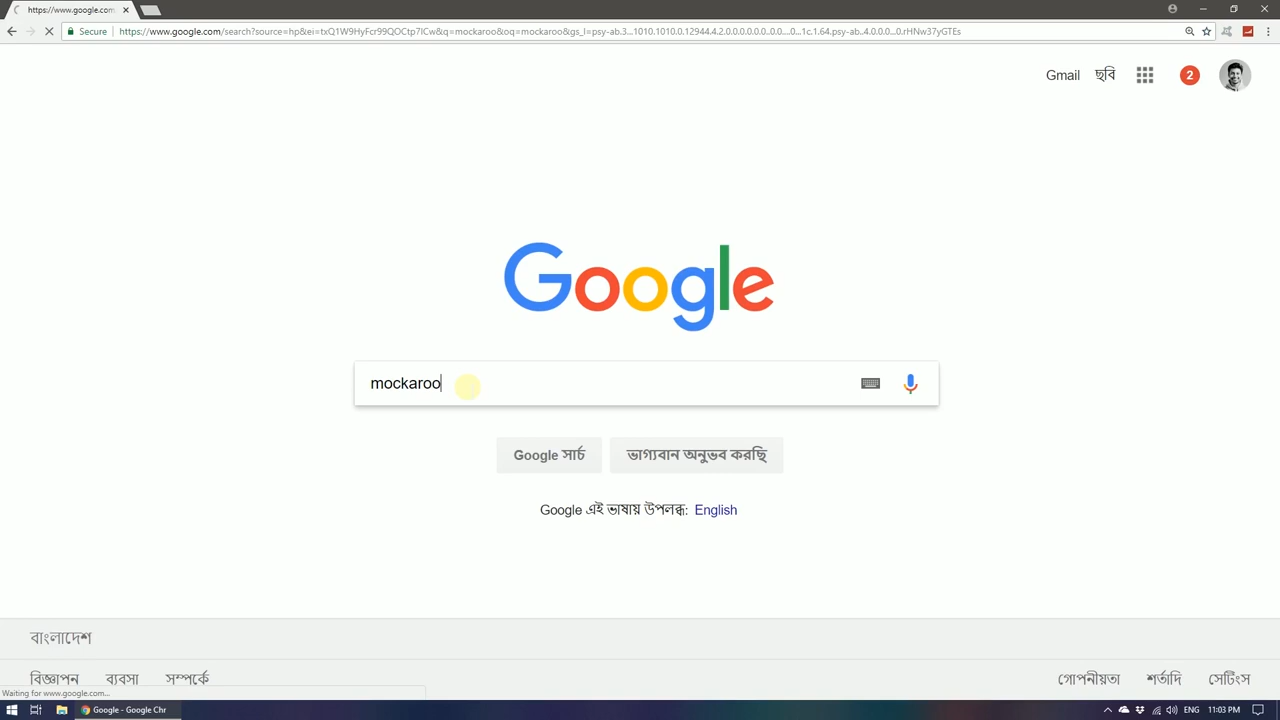 https://www.google.com,
Secure https://www.google.com/search?source=hp&ei=txQ1W9HyFcr99QOCtp7ICw&q=mockaroo&oq=mockaroo&gs_l=psy-ab.3...1010.1010.0.12944.4.2.0.0.0.0.0.0.0..0....0...1c.1.64.psy-ab..4.0.0.0...0.rHNw37yGTEs
Gmail ছবি 2
Google
mockaroo
Google সার্চ ভাগ্যবান অনুভব করছি
Google এই ভাষায় উপলব্ধ: English
বাংলাদেশ
বিজ্ঞাপন ব্যবসা সম্পর্কে গোপনীয়তা শর্তাদি সেটিংস
Waiting for www.google.com...
Google - Google Chr ENG 11:03 PM